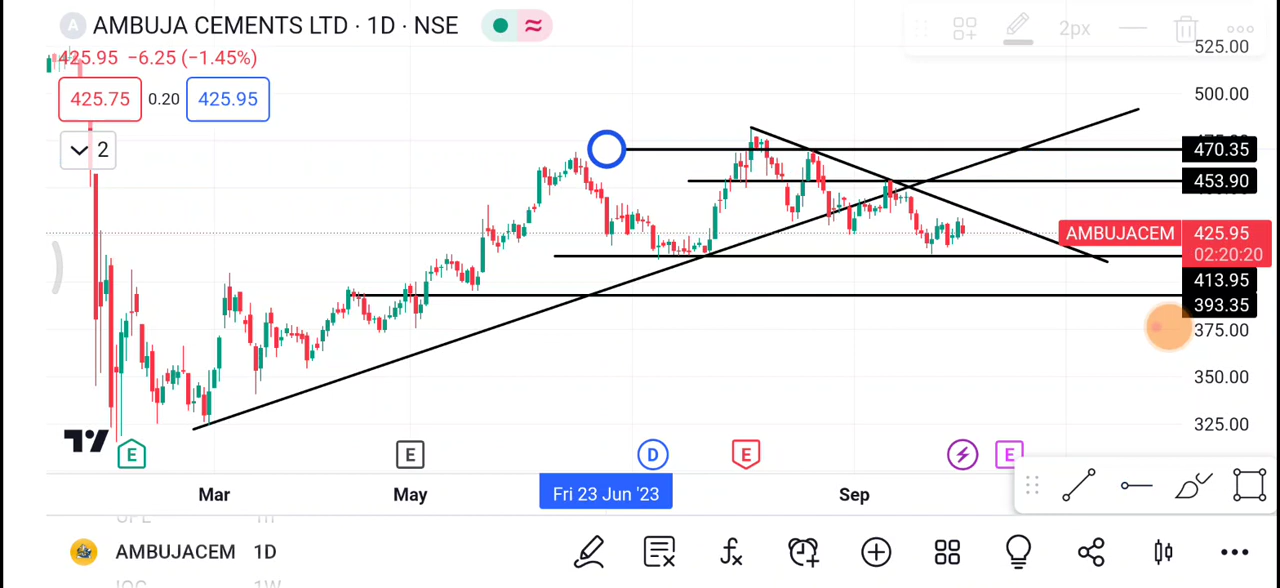 A AMBUJA CEMENTS LTD · 1D · NSE
2px
425.95 −6.25 (−1.45%)
425.75 0.20 425.95
2
525.00
500.00
470.35
453.90
AMBUJACEM 425.95
02:20:20
413.95
393.35
375.00
350.00
325.00
E E D E E
Mar May Fri 23 Jun '23 Sep
AMBUJACEM 1D